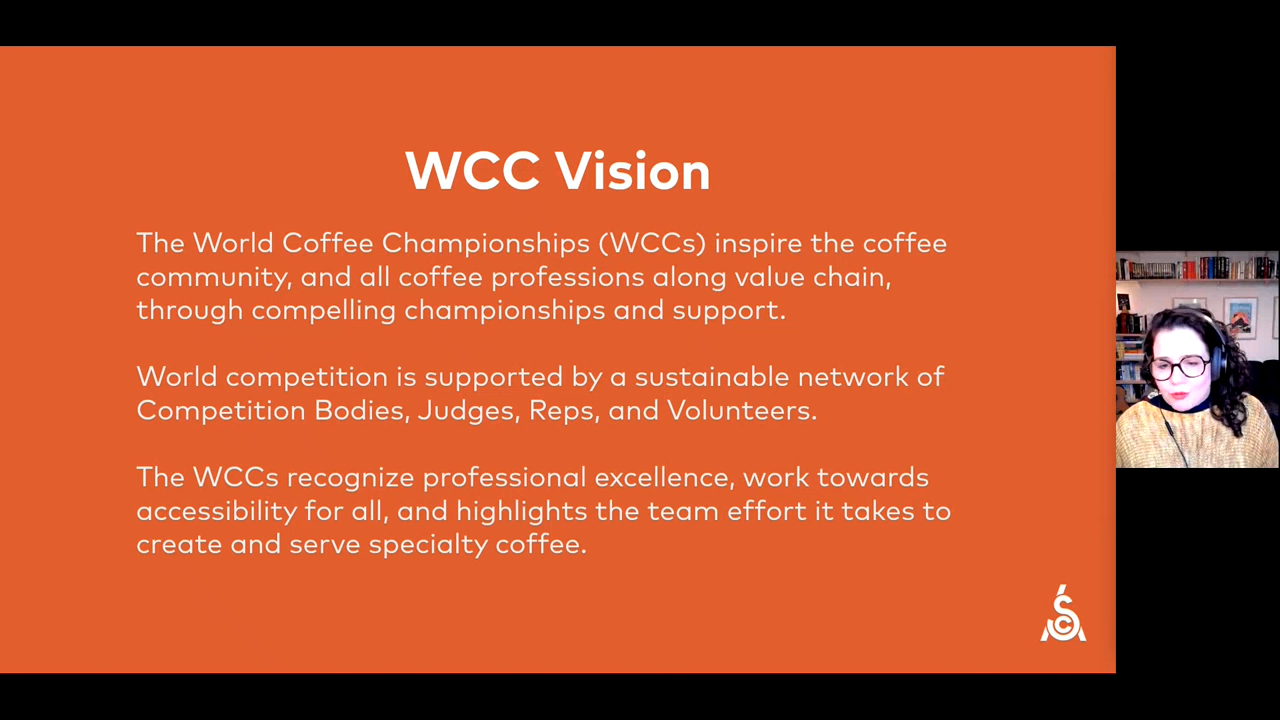 WCC Vision
The World Coffee Championships (WCCs) inspire the coffee
community, and all coffee professions along value chain,
through compelling championships and support.
World competition is supported by a sustainable network of
Competition Bodies, Judges, Reps, and Volunteers.
The WCCs recognize professional excellence, work towards
accessibility for all, and highlights the team effort it takes to
create and serve specialty coffee.
SCA